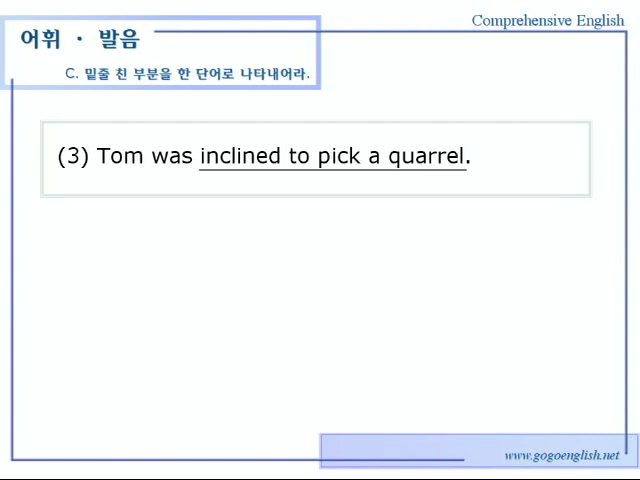 Comprehensive English
어휘 · 발음
C. 밑줄 친 부분을 한 단어로 나타내어라.
(3) Tom was inclined to pick a quarrel.
www.gogoenglish.net